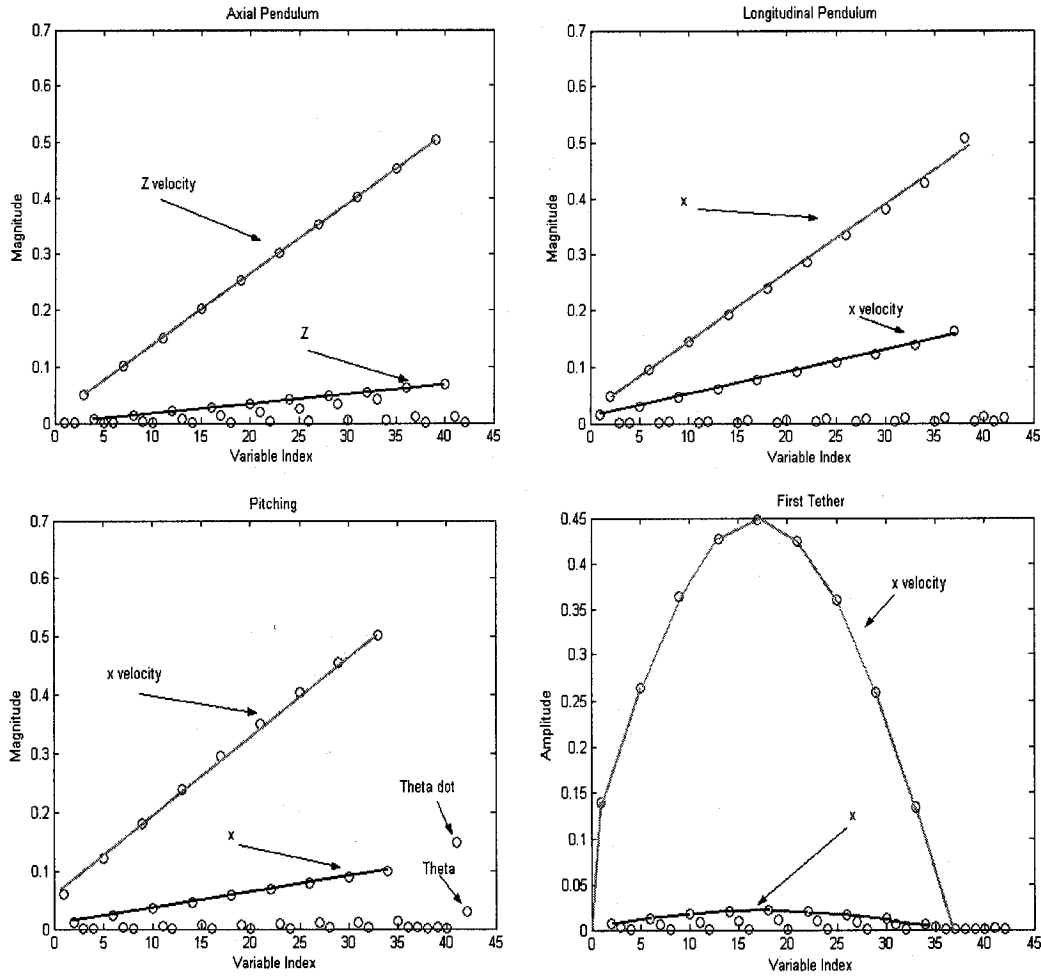 Axial Pendulum
0.7
0.6
0.5
0.4
0.3
0.2
0.1
0
Magnitude
Z velocity
Z
0 5 10 15 20 25 30 35 40 45
Variable Index
Longitudinal Pendulum
0.7
0.6
0.5
0.4
0.3
0.2
0.1
0
Magnitude
x
x velocity
0 5 10 15 20 25 30 35 40 45
Variable Index
Pitching
0.7
0.6
0.5
0.4
0.3
0.2
0.1
0
Magnitude
x velocity
x
Theta dot
Theta
0 5 10 15 20 25 30 35 40 45
Variable Index
First Tether
0.45
0.4
0.35
0.3
0.25
0.2
0.15
0.1
0.05
0
Amplitude
x velocity
x
0 5 10 15 20 25 30 35 40 45
Variable Index